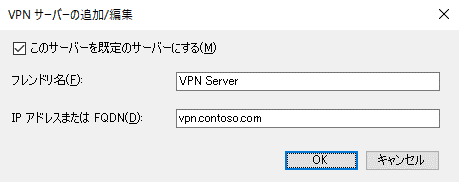 VPN サーバーの追加/編集
このサーバーを既定のサーバーにする(M)
フレンドリ名(F):
VPN Server
IP アドレスまたは FQDN(D):
vpn.contoso.com
OK
キャンセル